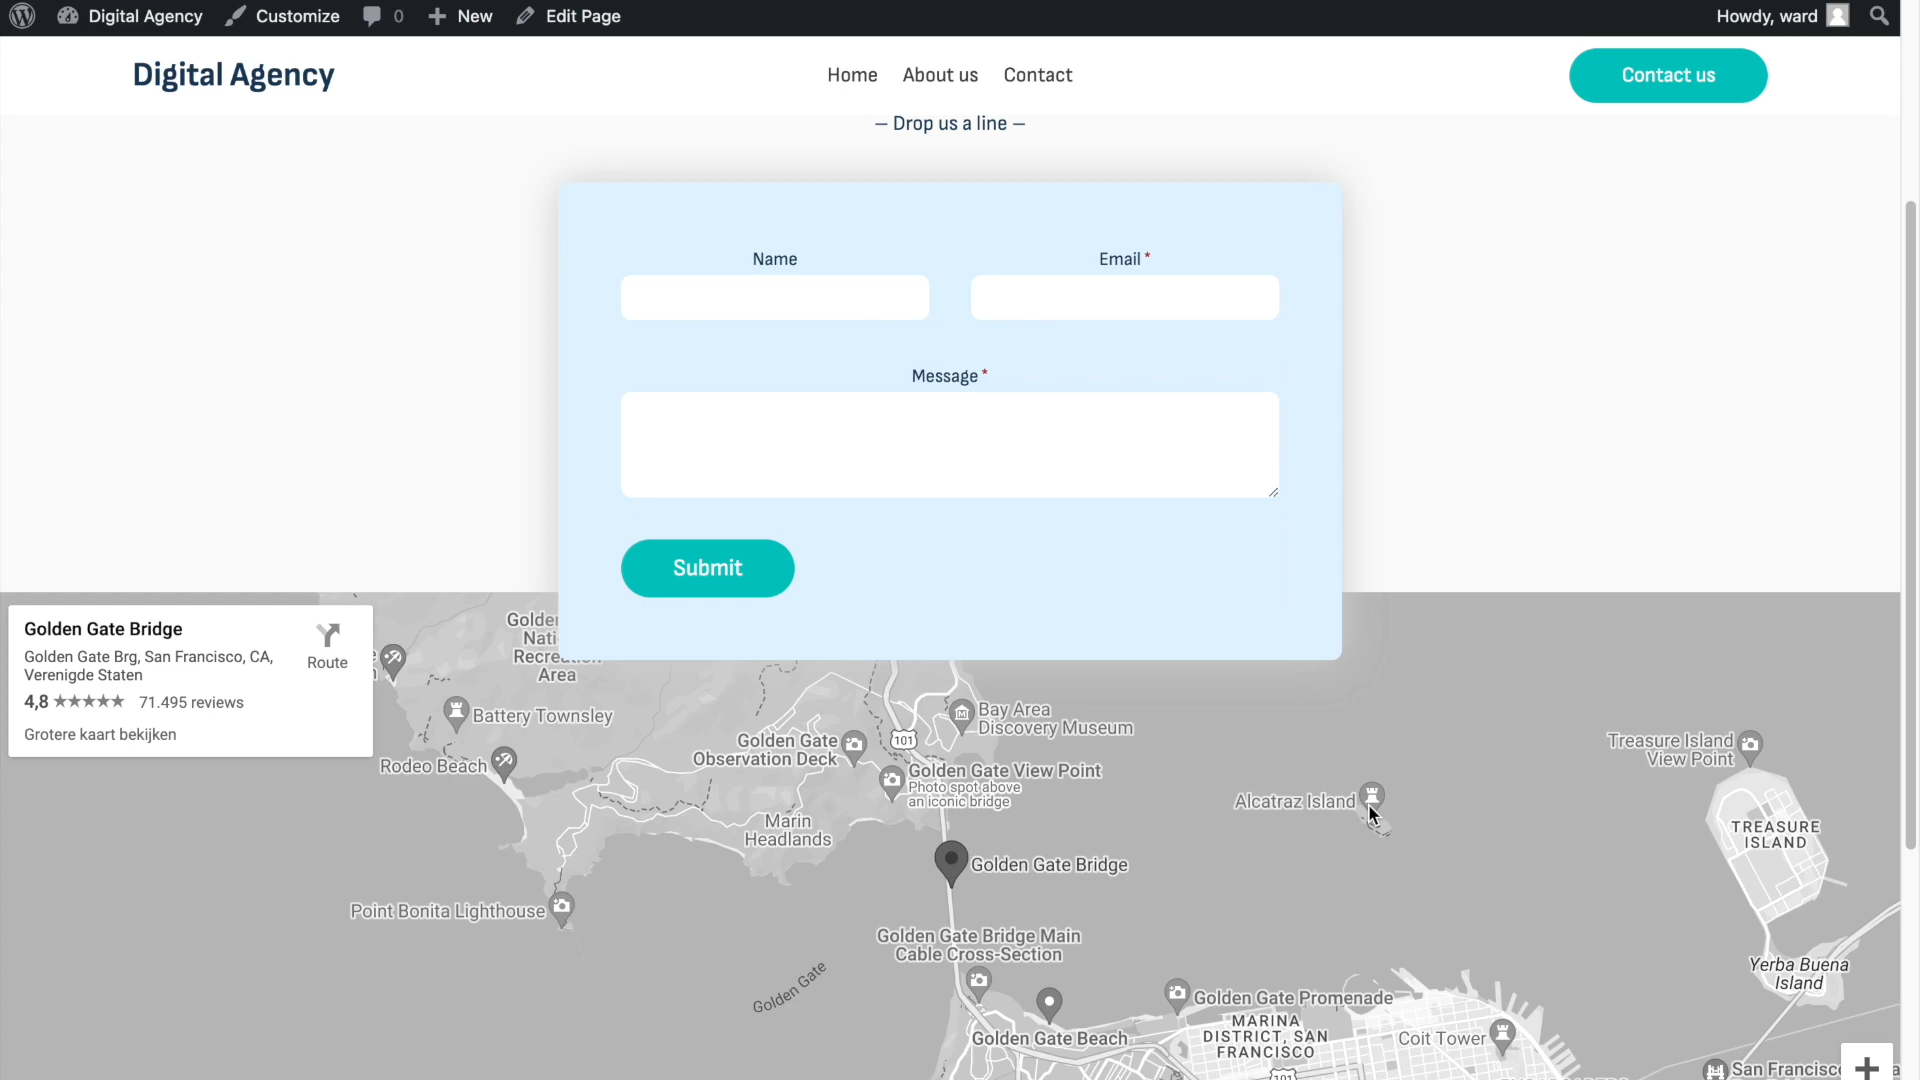 Digital Agency
Customize
0
New
Edit Page
Howdy, ward
Digital Agency
Home
About us
Contact
Contact us
– Drop us a line –
Name
Email *
Message *
Submit
Golden Gate Bridge
Golden Gate Brg, San Francisco, CA,
Verenigde Staten
4,8 ★★★★★ 71.495 reviews
Grotere kaart bekijken
Route
Area
Battery Townsley
Rodeo Beach
Golden Gate
Observation Deck
101
Bay Area
Discovery Museum
Golden Gate View Point
Photo spot above
an iconic bridge
Marin
Headlands
Alcatraz Island
Treasure Island
View Point
TREASURE
ISLAND
Golden Gate Bridge
Point Bonita Lighthouse
Golden Gate Bridge Main
Cable Cross-Section
Golden Gate
Yerba Buena
Island
Golden Gate Promenade
Golden Gate Beach
MARINA
DISTRICT, SAN
FRANCISCO
Coit Tower
101
San Francisc